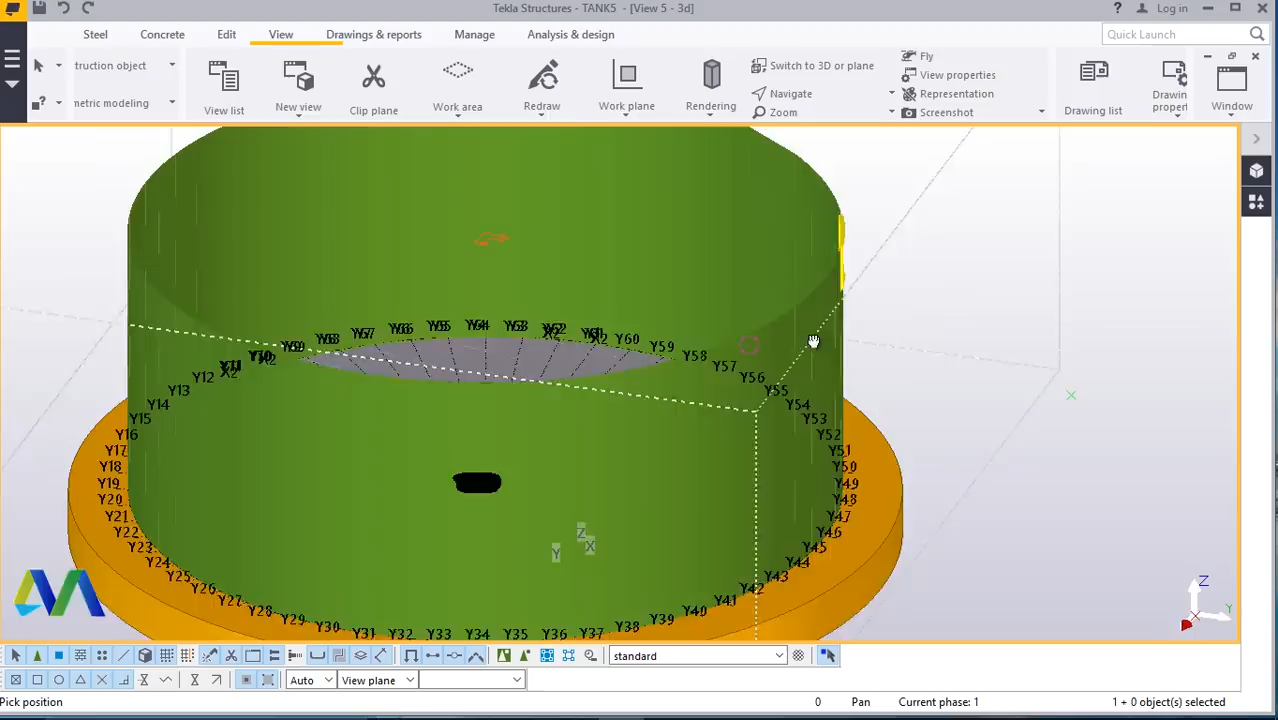 Tekla Structures - TANK5 - [View 5 - 3d]
? Log in
Steel Concrete Edit View Drawings & reports Manage Analysis & design
Quick Launch
truction object
metric modeling
View list
New view
Clip plane
Work area
Redraw
Work plane
Rendering
Switch to 3D or plane
Navigate
Zoom
Fly
View properties
Representation
Screenshot
Drawing list
Drawin
propert
Window
Y67 Y66 Y64 Y60 Y59 Y58
Y57
Y56
Y55
Y54
Y53
Y52
Y51
Y50
Y49
Y48
Y47
Y46
Y45
Y44
Y43
Y42
Y41
Y40
Y39
Y38
Y12
Y13
Y14
Y15
Y16
Y17
Y18
Y19
Y20
Y21
Y22
Y23
Y24
Y25
Y26
Y27
Y28
Y29
Y30
Y31 Y32 Y33 Y34 Y35 Y36 Y37
X2
X2
Z
Y X
Z
Y
standard
Auto
View plane
Pick position
0
Pan
Current phase: 1
1 + 0 object(s) selected